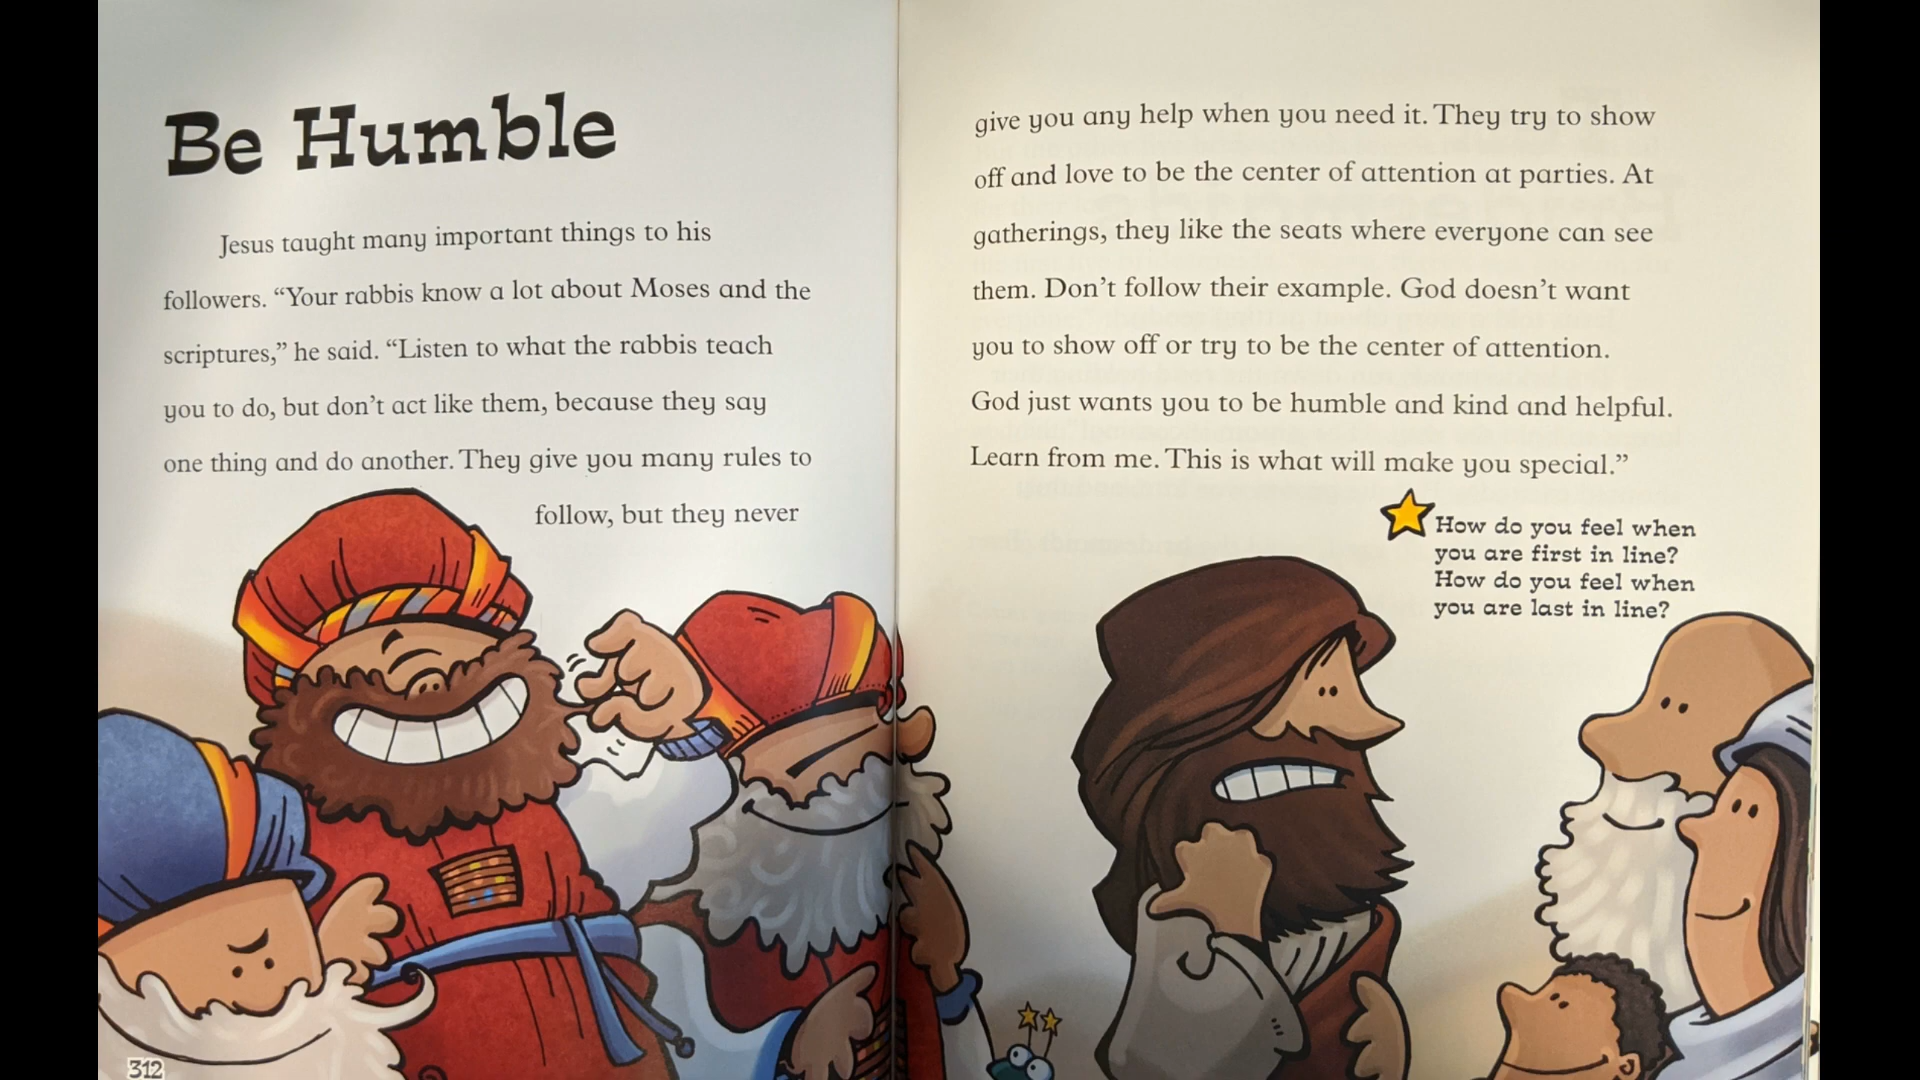 Be Humble
Jesus taught many important things to his
followers. “Your rabbis know a lot about Moses and the
scriptures,” he said. “Listen to what the rabbis teach
you to do, but don’t act like them, because they say
one thing and do another. They give you many rules to
follow, but they never
312
give you any help when you need it. They try to show
off and love to be the center of attention at parties. At
gatherings, they like the seats where everyone can see
them. Don’t follow their example. God doesn’t want
you to show off or try to be the center of attention.
God just wants you to be humble and kind and helpful.
Learn from me. This is what will make you special.”
How do you feel when
you are first in line?
How do you feel when
you are last in line?